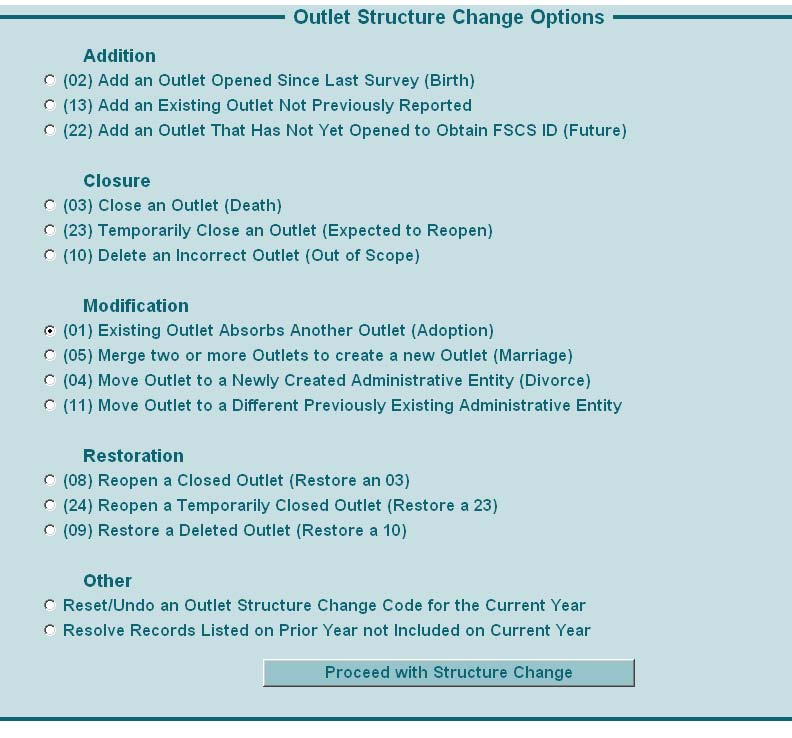 Outlet Structure Change Options
Addition
(02) Add an Outlet Opened Since Last Survey (Birth)
(13) Add an Existing Outlet Not Previously Reported
(22) Add an Outlet That Has Not Yet Opened to Obtain FSCS ID (Future)
Closure
(03) Close an Outlet (Death)
(23) Temporarily Close an Outlet (Expected to Reopen)
(10) Delete an Incorrect Outlet (Out of Scope)
Modification
(01) Existing Outlet Absorbs Another Outlet (Adoption)
(05) Merge two or more Outlets to create a new Outlet (Marriage)
(04) Move Outlet to a Newly Created Administrative Entity (Divorce)
(11) Move Outlet to a Different Previously Existing Administrative Entity
Restoration
(08) Reopen a Closed Outlet (Restore an 03)
(24) Reopen a Temporarily Closed Outlet (Restore a 23)
(09) Restore a Deleted Outlet (Restore a 10)
Other
Reset/Undo an Outlet Structure Change Code for the Current Year
Resolve Records Listed on Prior Year not Included on Current Year
Proceed with Structure Change